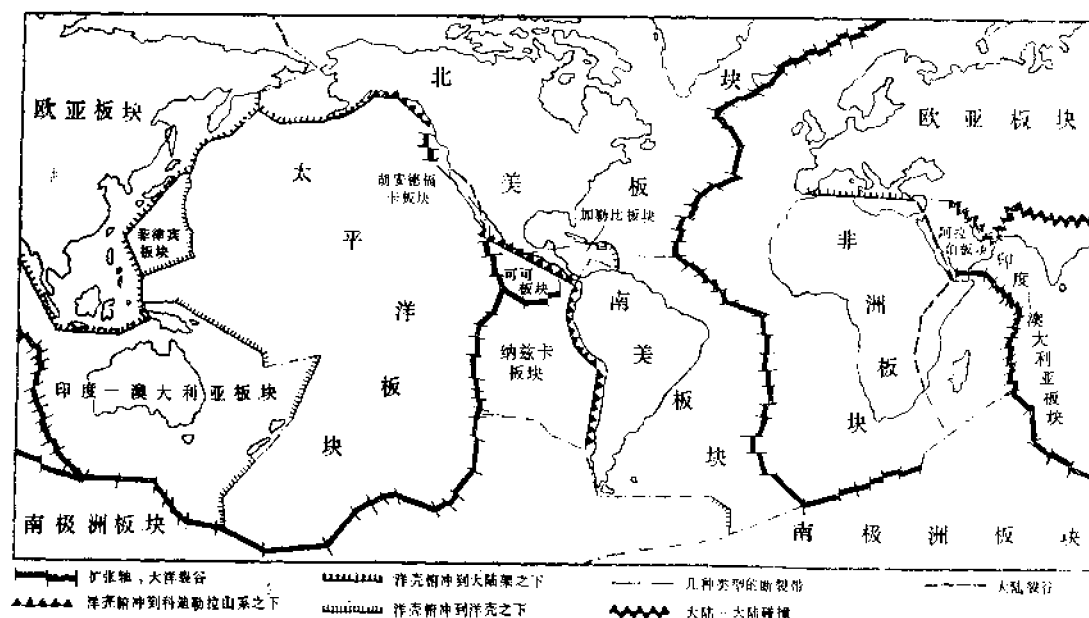 北
块
欧亚板块
欧亚板块
太
胡安德福
卡板块
美
板
加勒比板块
菲律宾
板块
非
阿拉
伯板块
印
度
平
可可
板块
南
洲
洋
澳
大
利
亚
板
块
纳兹卡
板块
美
印度—澳大利亚板块
板
板
板
块
块
块
南极洲板块
南极洲板块
扩张轴,大洋裂谷
洋壳俯冲到大陆架之下
几种类型的断裂带
大陆裂谷
洋壳俯冲到科迪勒拉山系之下
洋壳俯冲到洋壳之下
大陆—大陆碰撞